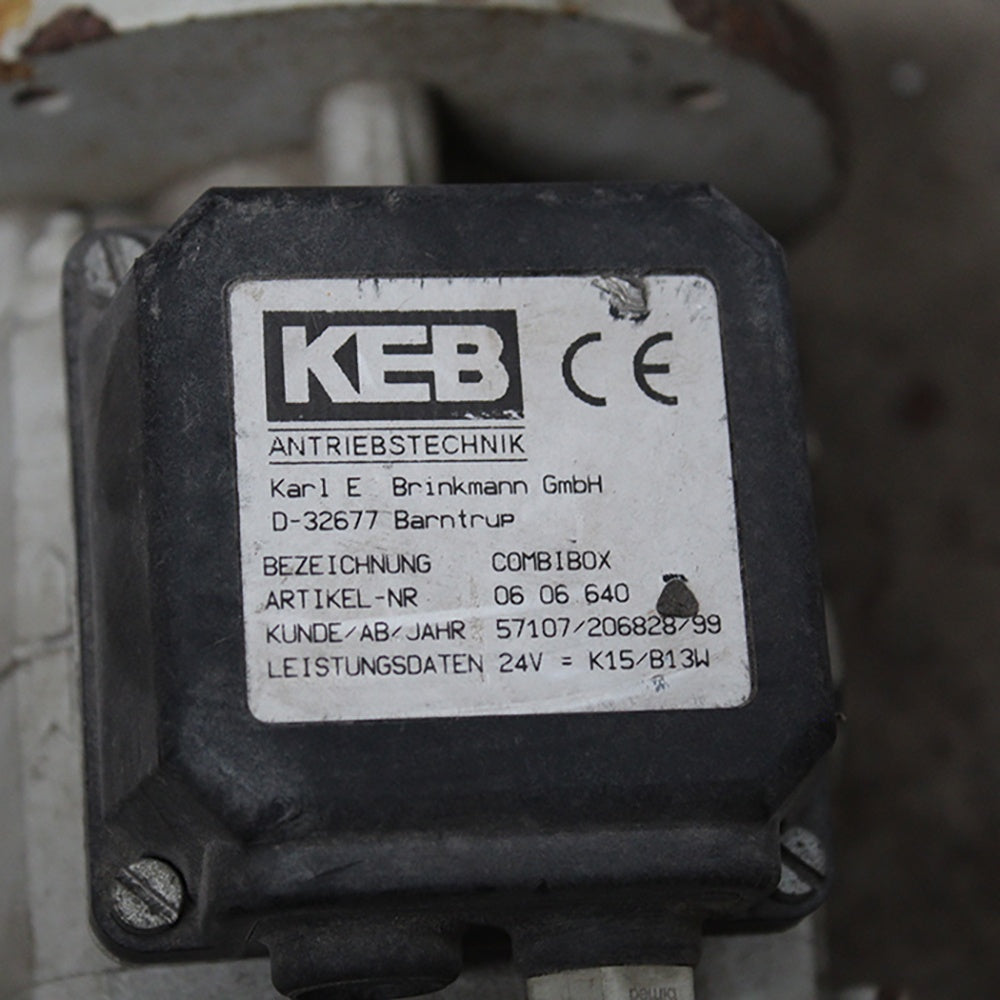 KEB CE
ANTRIEBSTECHNIK
Karl E Brinkmann GmbH
D-32677 Barntrup
BEZEICHNUNG COMBIBOX
ARTIKEL-NR 06 06 640
KUNDE/AB/JAHR 57107/206828/99
LEISTUNGSDATEN 24V = K15/B13W